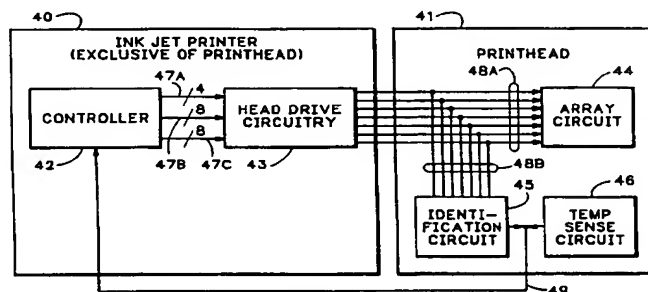 40
41
INK JET PRINTER
(EXCLUSIVE OF PRINTHEAD)
PRINTHEAD
47A
4
48A
44
8
8
CONTROLLER
HEAD DRIVE
CIRCUITRY
ARRAY
CIRCUIT
42
47B
47C
43
48B
45
46
IDENTI-
FICATION
CIRCUIT
TEMP
SENSE
CIRCUIT
49